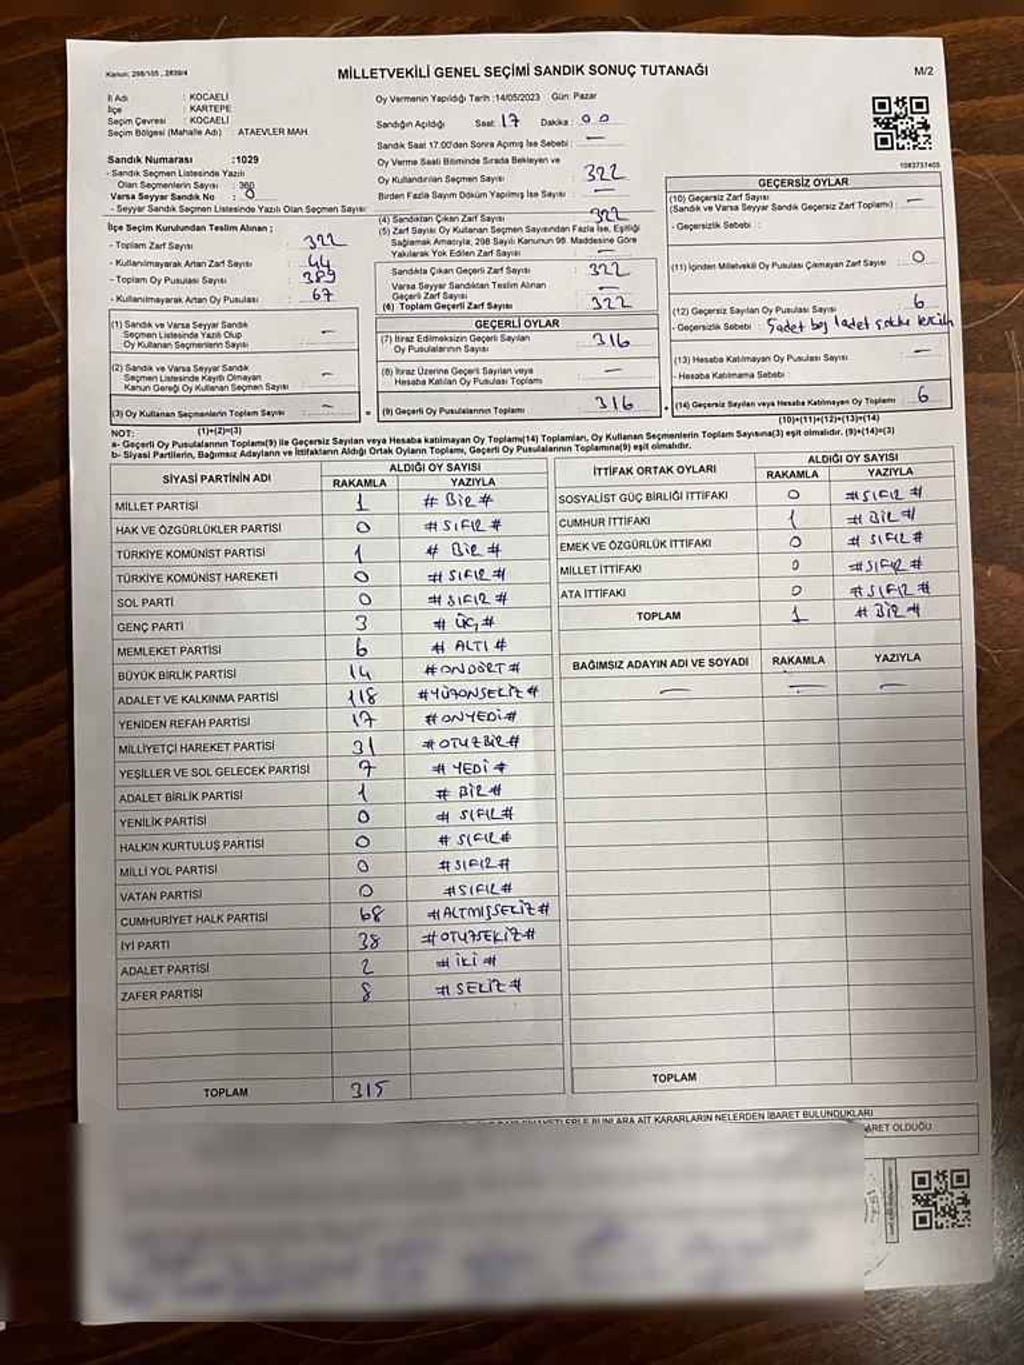 Kanun: 298/105 , 2839/4
MİLLETVEKİLİ GENEL SEÇİMİ SANDIK SONUÇ TUTANAĞI
M/2
İl Adı : KOCAELİ
İlçe : KARTEPE
Seçim Çevresi : KOCAELİ
Seçim Bölgesi (Mahalle Adı) : ATAEVLER MAH.
Sandık Numarası :1029
- Sandık Seçmen Listesinde Yazılı
Olan Seçmenlerin Sayısı : 360
Varsa Seyyar Sandık No : 0
- Seyyar Sandık Seçmen Listesinde Yazılı Olan Seçmen Sayısı
İlçe Seçim Kurulundan Teslim Alınan ;
- Toplam Zarf Sayısı : 322
- Kullanılmayarak Artan Zarf Sayısı : 44
- Toplam Oy Pusulası Sayısı : 389
- Kullanılmayarak Artan Oy Pusulası : 67
(1) Sandık ve Varsa Seyyar Sandık
Seçmen Listesinde Yazılı Olup
Oy Kullanan Seçmenlerin Sayısı : —
(2) Sandık ve Varsa Seyyar Sandık
Seçmen Listesinde Kayıtlı Olmayan
Kanun Gereği Oy Kullanan Seçmen Sayısı : —
(3) Oy Kullanan Seçmenlerin Toplam Sayısı : —
(1)+(2)=(3)
Oy Vermenin Yapıldığı Tarih :14/05/2023 Gün: Pazar
Sandığın Açıldığı Saat: 17 Dakika : 00
Sandık Saat 17:00'den Sonra Açılmış İse Sebebi : —
Oy Verme Saati Bitiminde Sırada Bekleyen ve
Oy Kullandırılan Seçmen Sayısı : 322
Birden Fazla Sayım Döküm Yapılmış İse Sayısı : —
(4) Sandıktan Çıkan Zarf Sayısı : 322
(5) Zarf Sayısı Oy Kullanan Seçmen Sayısından Fazla İse, Eşitliği
Sağlamak Amacıyla; 298 Sayılı Kanunun 98. Maddesine Göre
Yakılarak Yok Edilen Zarf Sayısı : —
Sandıkta Çıkan Geçerli Zarf Sayısı : 322
Varsa Seyyar Sandıktan Teslim Alınan
Geçerli Zarf Sayısı : —
(6) Toplam Geçerli Zarf Sayısı : 322
GEÇERLİ OYLAR
(7) İtiraz Edilmeksizin Geçerli Sayılan
Oy Pusulalarının Sayısı : 316
(8) İtiraz Üzerine Geçerli Sayılan veya
Hesaba Katılan Oy Pusulası Toplamı : —
= (9) Geçerli Oy Pusulalarının Toplamı : 316
1083737405
GEÇERSİZ OYLAR
(10) Geçersiz Zarf Sayısı
(Sandık ve Varsa Seyyar Sandık Geçersiz Zarf Toplamı) : —
- Geçersizlik Sebebi :
(11) İçinden Milletvekili Oy Pusulası Çıkmayan Zarf Sayısı : 0
(12) Geçersiz Sayılan Oy Pusulası Sayısı : 6
- Geçersizlik Sebebi : 5 adet boş 1 adet
(13) Hesaba Katılmayan Oy Pusulası Sayısı : —
- Hesaba Katılmama Sebebi :
(14) Geçersiz Sayılan veya Hesaba Katılmayan Oy Toplamı : 6
(10)+(11)+(12)+(13)=(14)
NOT:
a- Geçerli Oy Pusulalarının Toplamı(9) ile Geçersiz Sayılan veya Hesaba katılmayan Oy Toplamı(14) Toplamları, Oy Kullanan Seçmenlerin Toplam Sayısına(3) eşit olmalıdır. (9)+(14)=(3)
b- Siyasi Partilerin, Bağımsız Adayların ve İttifakların Aldığı Ortak Oyların Toplamı, Geçerli Oy Pusulalarının Toplamına(9) eşit olmalıdır.
SİYASİ PARTİNİN ADI ALDIĞI OY SAYISI
RAKAMLA YAZIYLA
MİLLET PARTİSİ 1 # BİR #
HAK VE ÖZGÜRLÜKLER PARTİSİ 0 # SIFIR #
TÜRKİYE KOMÜNİST PARTİSİ 1 # BİR #
TÜRKİYE KOMÜNİST HAREKETİ 0 # SIFIR #
SOL PARTİ 0 # SIFIR #
GENÇ PARTİ 3 # ÜÇ #
MEMLEKET PARTİSİ 6 # ALTI #
BÜYÜK BİRLİK PARTİSİ 14 # ONDÖRT #
ADALET VE KALKINMA PARTİSİ 118 # YÜZONSEKİZ #
YENİDEN REFAH PARTİSİ 17 # ONYEDİ #
MİLLİYETÇİ HAREKET PARTİSİ 31 # OTUZBİR #
YEŞİLLER VE SOL GELECEK PARTİSİ 7 # YEDİ #
ADALET BİRLİK PARTİSİ 1 # BİR #
YENİLİK PARTİSİ 0 # SIFIR #
HALKIN KURTULUŞ PARTİSİ 0 # SIFIR #
MİLLİ YOL PARTİSİ 0 # SIFIR #
VATAN PARTİSİ 0 # SIFIR #
CUMHURİYET HALK PARTİSİ 68 # ALTMIŞSEKİZ #
İYİ PARTİ 38 # OTUZSEKİZ #
ADALET PARTİSİ 2 # İKİ #
ZAFER PARTİSİ 8 # SEKİZ #
TOPLAM 315
İTTİFAK ORTAK OYLARI ALDIĞI OY SAYISI
RAKAMLA YAZIYLA
SOSYALİST GÜÇ BİRLİĞİ İTTİFAKI 0 # SIFIR #
CUMHUR İTTİFAKI 1 # BİR #
EMEK VE ÖZGÜRLÜK İTTİFAKI 0 # SIFIR #
MİLLET İTTİFAKI 0 # SIFIR #
ATA İTTİFAKI 0 # SIFIR #
TOPLAM 1 # BİR #
BAĞIMSIZ ADAYIN ADI VE SOYADI RAKAMLA YAZIYLA
— — —
TOPLAM
BUNLARA AİT KARARLARIN NELERDEN İBARET BULUNDUKLARI
OLDUĞU